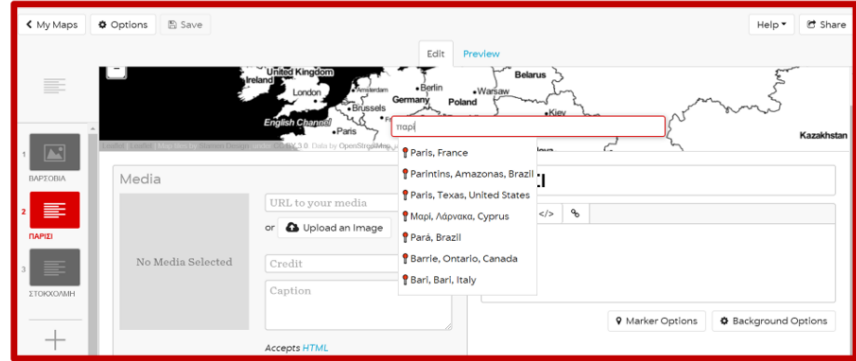 My Maps Options Save Help Share
Edit Preview
United Kingdom
Ireland
London
Amsterdam
Berlin
Warsaw
Belarus
Brussels
Germany
Poland
Kiev
English Channel
Paris
Kazakhstan
παρί
Paris, France
Parintins, Amazonas, Brazil
Paris, Texas, United States
Μαρί, Λάρνακα, Cyprus
Pará, Brazil
Barrie, Ontario, Canada
Bari, Bari, Italy
1
ΒΑΡΣΟΒΙΑ
2
ΠΑΡΙΣΙ
3
ΣΤΟΚΧΟΛΜΗ
Media
No Media Selected
URL to your media
or Upload an Image
Credit
Caption
Accepts HTML
</>
Marker Options Background Options